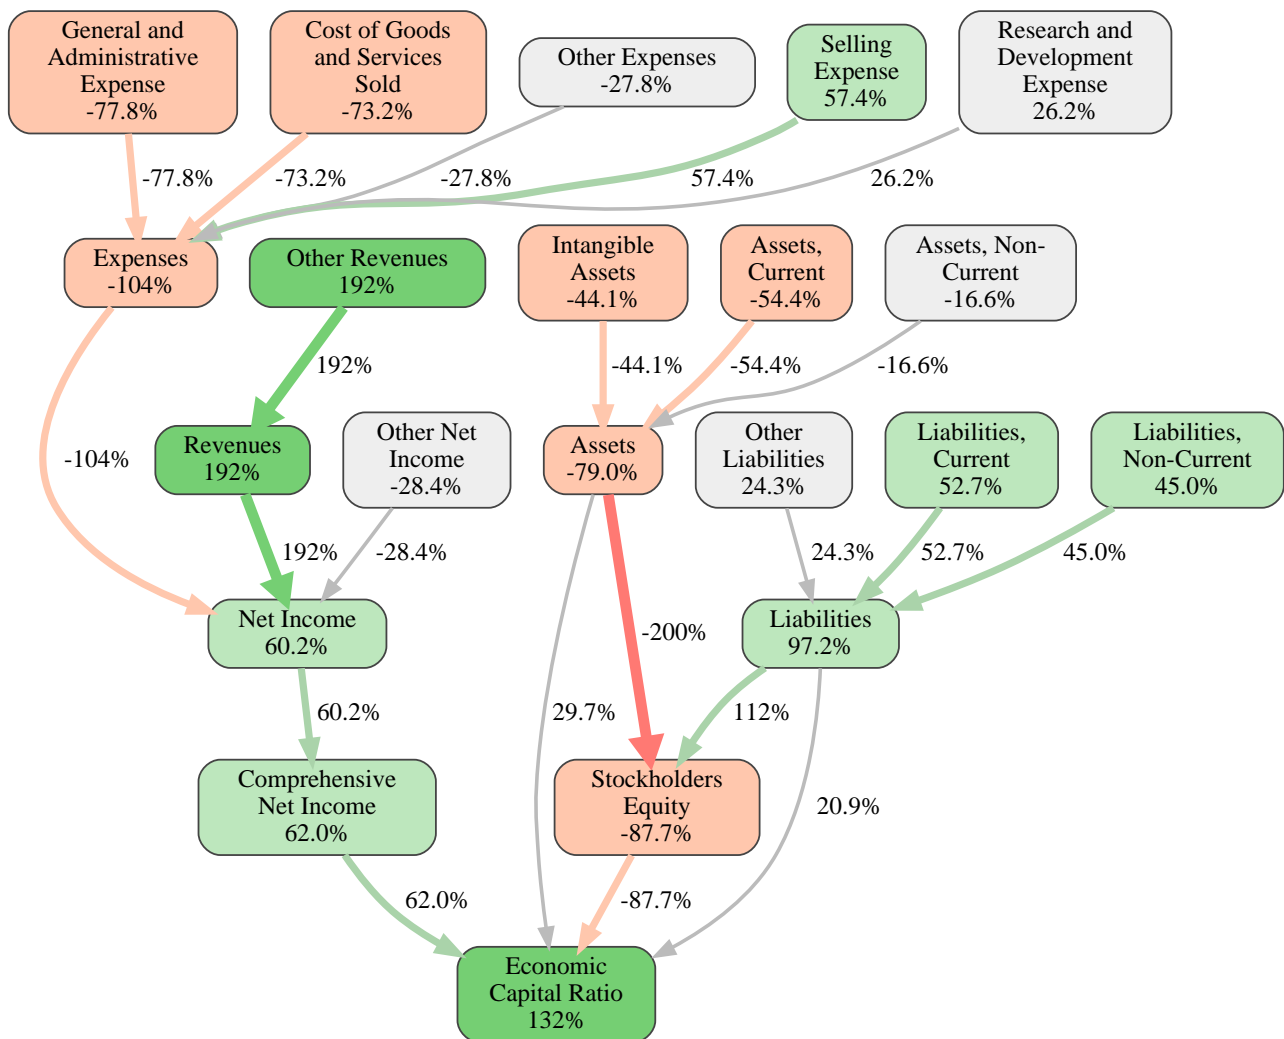 General and
Administrative
Expense
-77.8%
Cost of Goods
and Services
Sold
-73.2%
Other Expenses
-27.8%
Selling
Expense
57.4%
Research and
Development
Expense
26.2%
-77.8%
-73.2%
-27.8%
57.4%
26.2%
Expenses
-104%
Other Revenues
192%
Intangible
Assets
-44.1%
Assets,
Current
-54.4%
Assets, Non-
Current
-16.6%
192%
-44.1%
-54.4%
-16.6%
-104%
Revenues
192%
Other Net
Income
-28.4%
Assets
-79.0%
Other
Liabilities
24.3%
Liabilities,
Current
52.7%
Liabilities,
Non-Current
45.0%
192%
-28.4%
24.3%
52.7%
45.0%
Net Income
60.2%
-200%
Liabilities
97.2%
60.2%
29.7%
112%
Comprehensive
Net Income
62.0%
Stockholders
Equity
-87.7%
20.9%
62.0%
-87.7%
Economic
Capital Ratio
132%